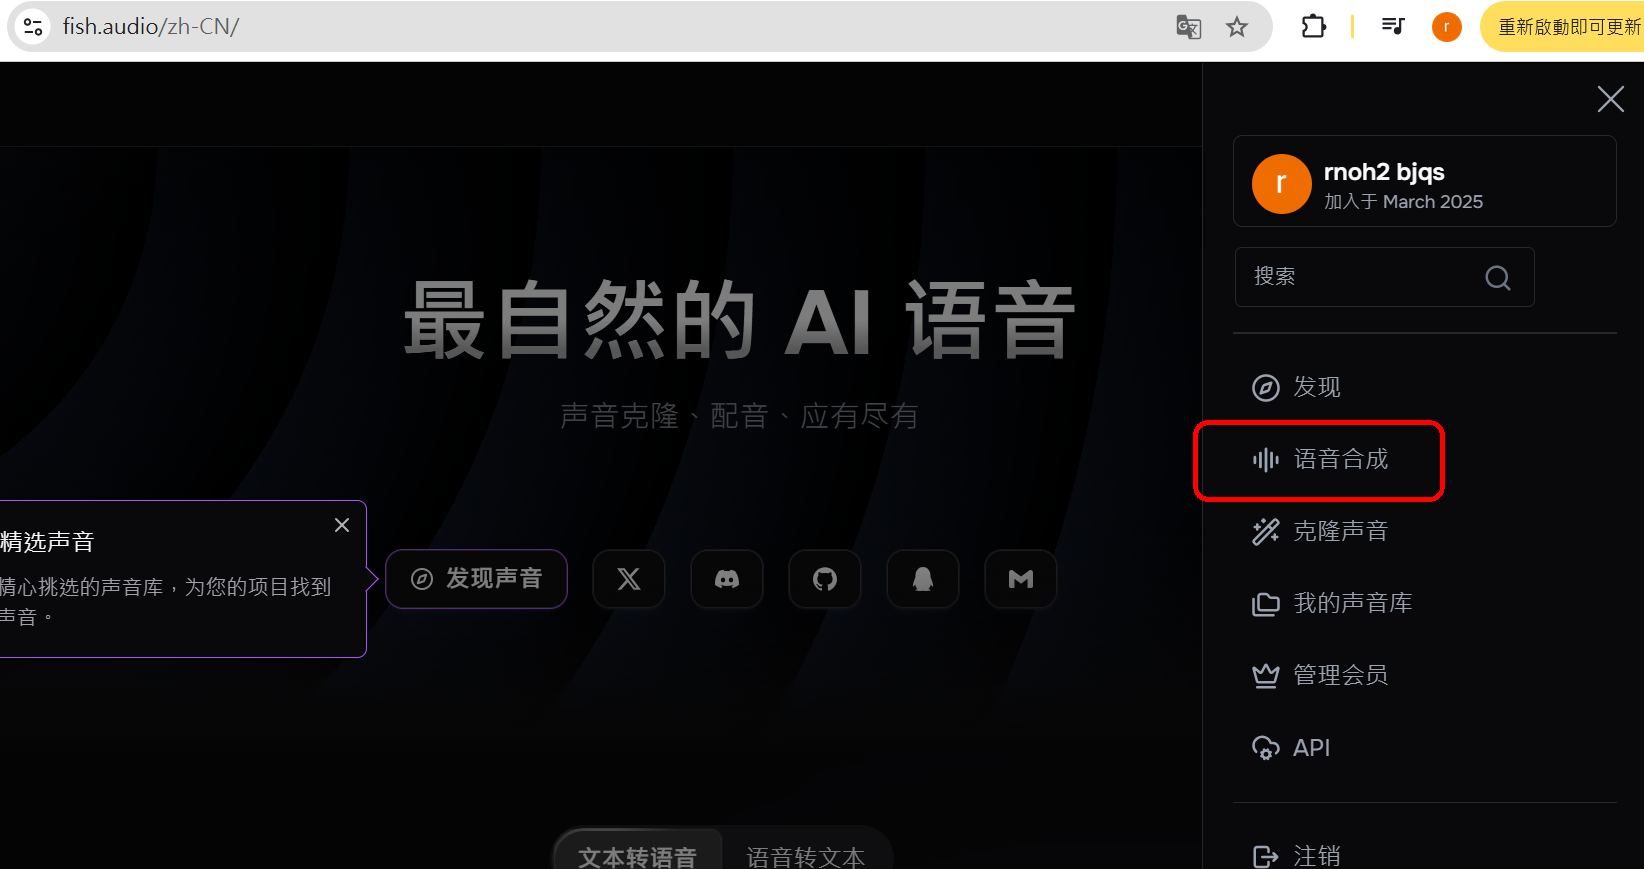 fish.audio/zh-CN/
r
重新啟動即可更新
r
rnoh2 bjqs
加入于 March 2025
搜索
发现
语音合成
克隆声音
我的声音库
管理会员
API
注销
最自然的 AI 语音
声音克隆、配音、应有尽有
精选声音
精心挑选的声音库，为您的项目找到
声音。
发现声音
文本转语音
语音转文本